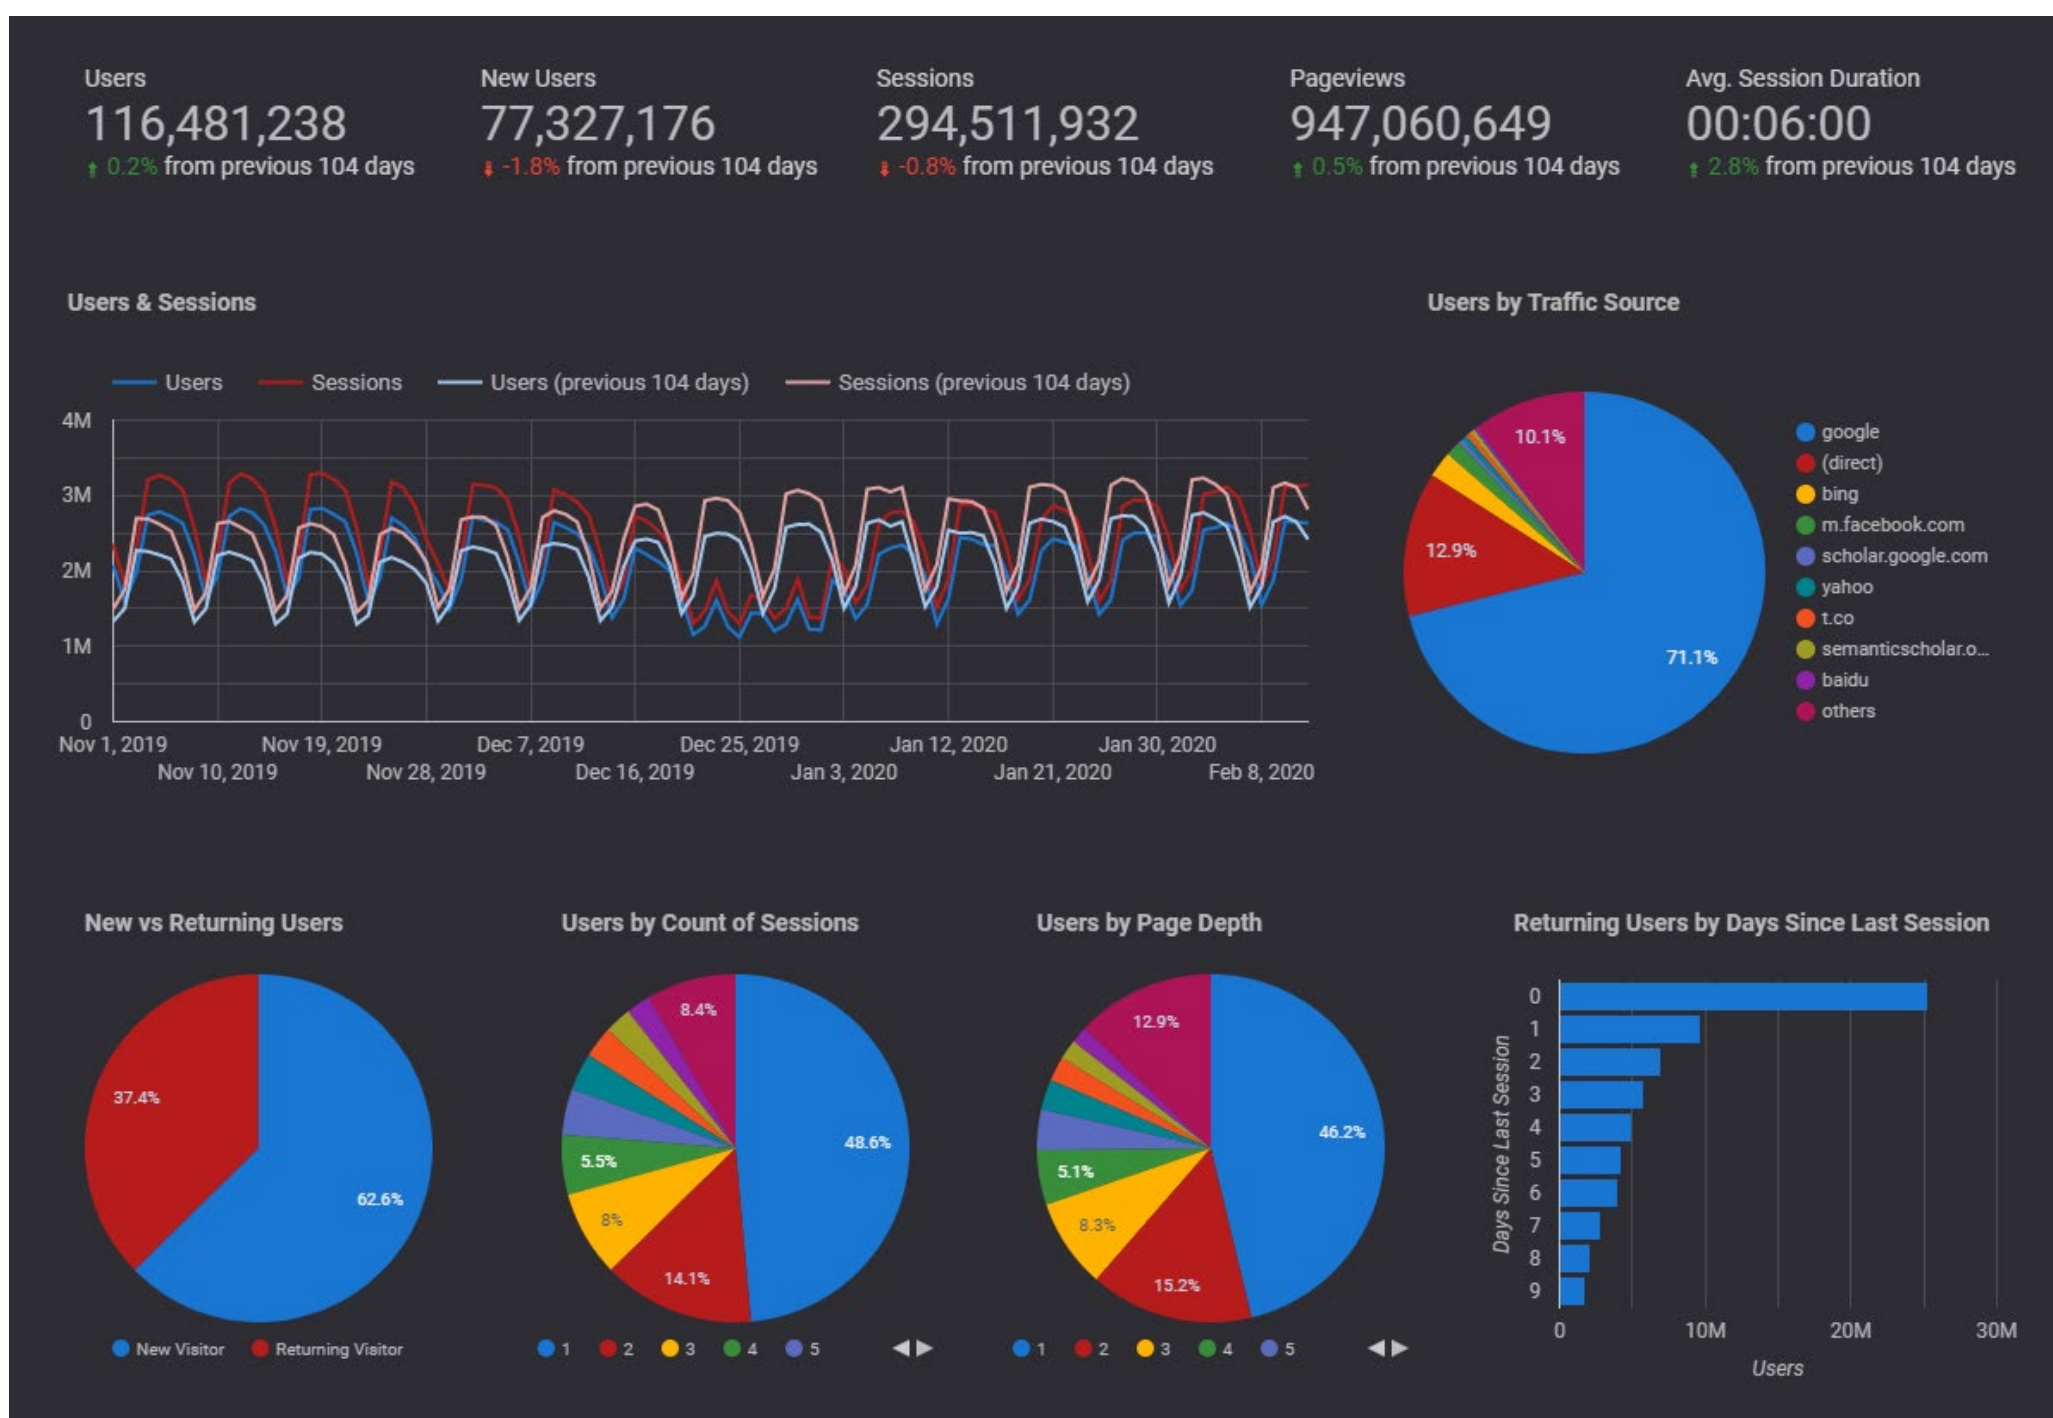 Users
116,481,238
0.2% from previous 104 days
New Users
77,327,176
-1.8% from previous 104 days
Sessions
294,511,932
-0.8% from previous 104 days
Pageviews
947,060,649
0.5% from previous 104 days
Avg. Session Duration
00:06:00
2.8% from previous 104 days
Users & Sessions
Users
Sessions
Users (previous 104 days)
Sessions (previous 104 days)
4M
3M
2M
1M
0
Nov 1, 2019
Nov 10, 2019
Nov 19, 2019
Nov 28, 2019
Dec 7, 2019
Dec 16, 2019
Dec 25, 2019
Jan 3, 2020
Jan 12, 2020
Jan 21, 2020
Jan 30, 2020
Feb 8, 2020
Users by Traffic Source
10.1%
12.9%
71.1%
google
(direct)
bing
m.facebook.com
scholar.google.com
yahoo
t.co
semanticscholar.o...
baidu
others
New vs Returning Users
37.4%
62.6%
New Visitor
Returning Visitor
Users by Count of Sessions
8.4%
48.6%
5.5%
8%
14.1%
1
2
3
4
5
Users by Page Depth
12.9%
46.2%
5.1%
8.3%
15.2%
1
2
3
4
5
Returning Users by Days Since Last Session
Days Since Last Session
0
1
2
3
4
5
6
7
8
9
0
10M
20M
30M
Users